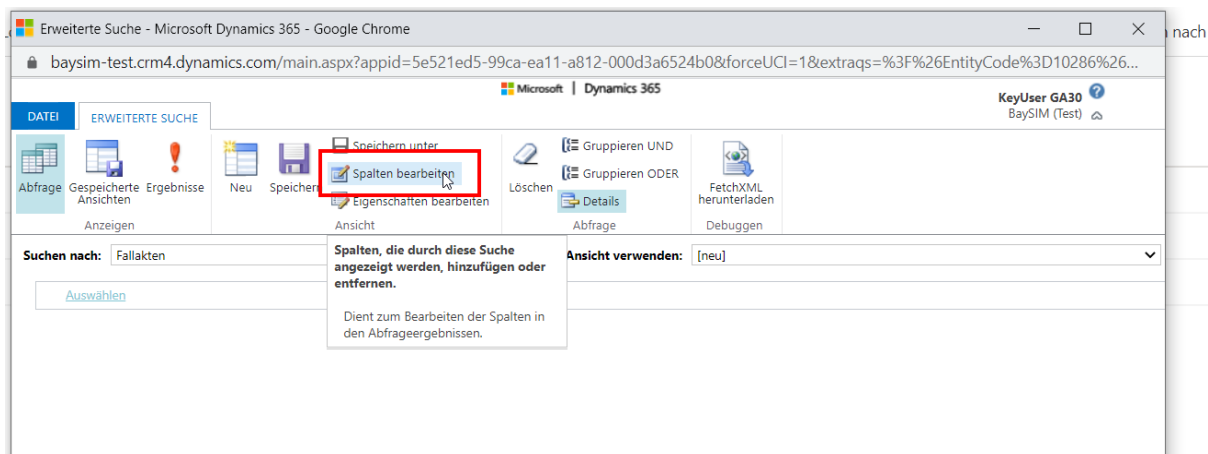 Erweiterte Suche - Microsoft Dynamics 365 - Google Chrome
n nach
baysim-test.crm4.dynamics.com/main.aspx?appid=5e521ed5-99ca-ea11-a812-000d3a6524b0&forceUCI=1&extraqs=%3F%26EntityCode%3D10286%26...
Microsoft | Dynamics 365
KeyUser GA30
BaySIM (Test)
DATEI ERWEITERTE SUCHE
Abfrage
Gespeicherte Ansichten
Ergebnisse
Anzeigen
Neu
Speichern
Speichern unter
Spalten bearbeiten
Eigenschaften bearbeiten
Ansicht
Löschen
Gruppieren UND
Gruppieren ODER
Details
Abfrage
FetchXML
herunterladen
Debuggen
Suchen nach: Fallakten
Ansicht verwenden: [neu]
Auswählen
Spalten, die durch diese Suche
angezeigt werden, hinzufügen oder
entfernen.
Dient zum Bearbeiten der Spalten in
den Abfrageergebnissen.